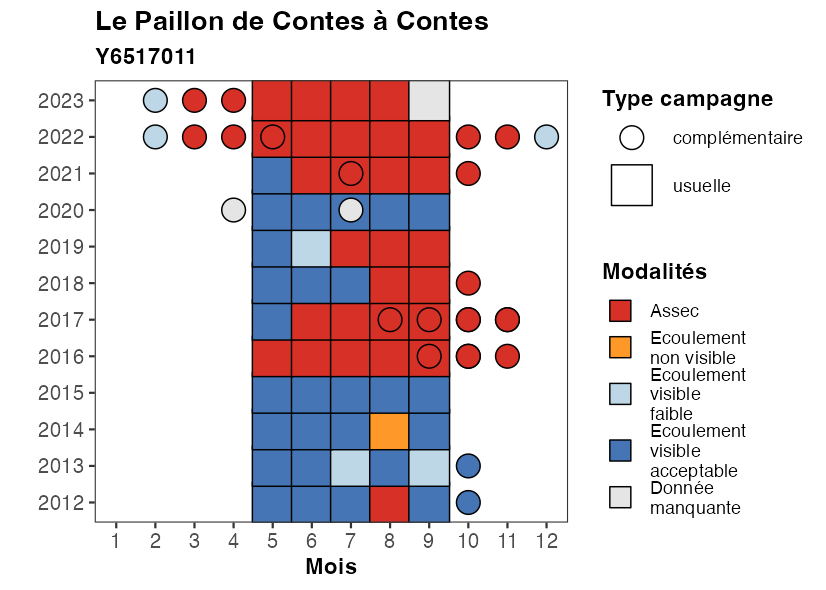 Le Paillon de Contes à Contes
Y6517011
2023
2022
2021
2020
2019
2018
2017
2016
2015
2014
2013
2012
1 2 3 4 5 6 7 8 9 10 11 12
Mois
Type campagne
complémentaire
usuelle
Modalités
Assec
Ecoulement
non visible
Ecoulement
visible
faible
Ecoulement
visible
acceptable
Donnée
manquante